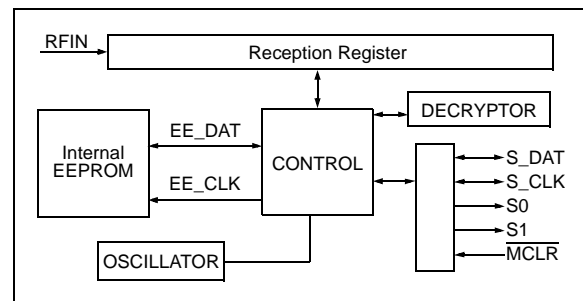 RFIN
Reception Register
DECRYPTOR
EE_DAT
Internal
EEPROM
CONTROL
EE_CLK
S_DAT
S_CLK
S0
S1
MCLR
OSCILLATOR